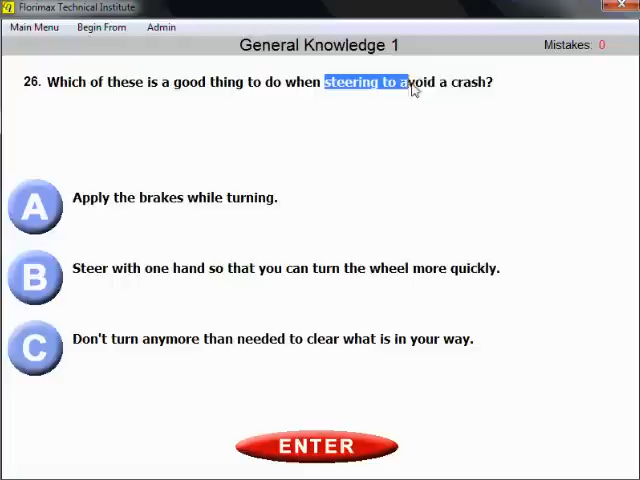 Florimax Technical Institute
Main Menu Begin From Admin
General Knowledge 1 Mistakes: 0
26. Which of these is a good thing to do when steering to avoid a crash?
A Apply the brakes while turning.
B Steer with one hand so that you can turn the wheel more quickly.
C Don't turn anymore than needed to clear what is in your way.
ENTER